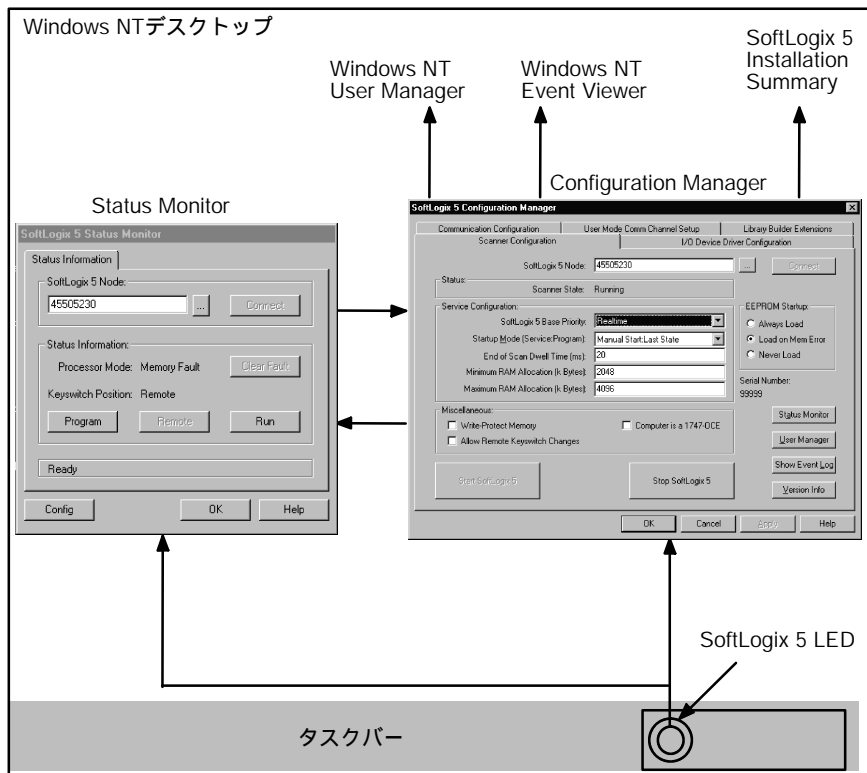 Windows NTデスクトップ
Windows NT
User Manager
Windows NT
Event Viewer
SoftLogix 5
Installation
Summary
Status Monitor
Configuration Manager
SoftLogix 5 Status Monitor
Status Information
SoftLogix 5 Node:
45505230
...
Connect
Status Information:
Processor Mode: Memory Fault
Clear Fault
Keyswitch Position: Remote
Program
Remote
Run
Ready
Config
OK
Help
SoftLogix 5 Configuration Manager
Communication Configuration
User Mode Comm Channel Setup
Library Builder Extensions
Scanner Configuration
I/O Device Driver Configuration
SoftLogix 5 Node: 45505230
...
Connect
Status:
Scanner State: Running
Service Configuration:
SoftLogix 5 Base Priority: Realtime
Startup Mode (Service:Program): Manual Start:Last State
End of Scan Dwell Time (ms): 20
Minimum RAM Allocation (k Bytes): 2048
Maximum RAM Allocation (k Bytes): 4096
EEPROM Startup:
Always Load
Load on Mem Error
Never Load
Serial Number:
99999
Miscellaneous:
Write-Protect Memory
Computer is a 1747-OCE
Allow Remote Keyswitch Changes
Status Monitor
User Manager
Show Event Log
Version Info
Start SoftLogix 5
Stop SoftLogix 5
OK
Cancel
Apply
Help
SoftLogix 5 LED
タスクバー